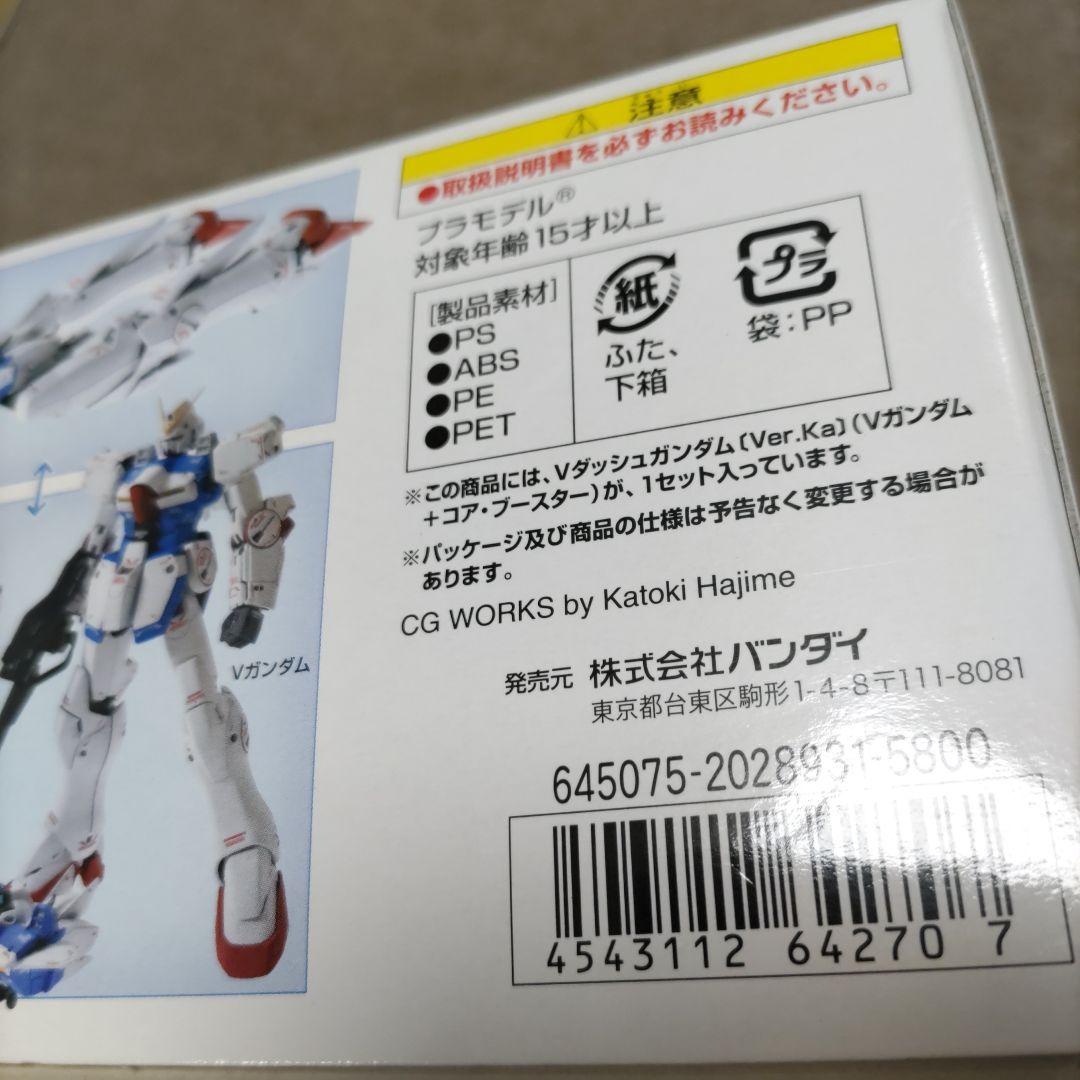 注意
●取扱説明書を必ずお読みください。
プラモデル®
対象年齢15才以上
[製品素材]
●PS
●ABS
●PE
●PET
紙
ふた、
下箱
プラ
袋:PP
※この商品には、Vダッシュガンダム〔Ver.Ka〕(Vガンダム
+コア・ブースター)が、1セット入っています。
※パッケージ及び商品の仕様は予告なく変更する場合が
あります。
CG WORKS by Katoki Hajime
発売元 株式会社バンダイ
東京都台東区駒形1-4-8〒111-8081
645075-2028931-5800
4543112 642707
Vガンダム